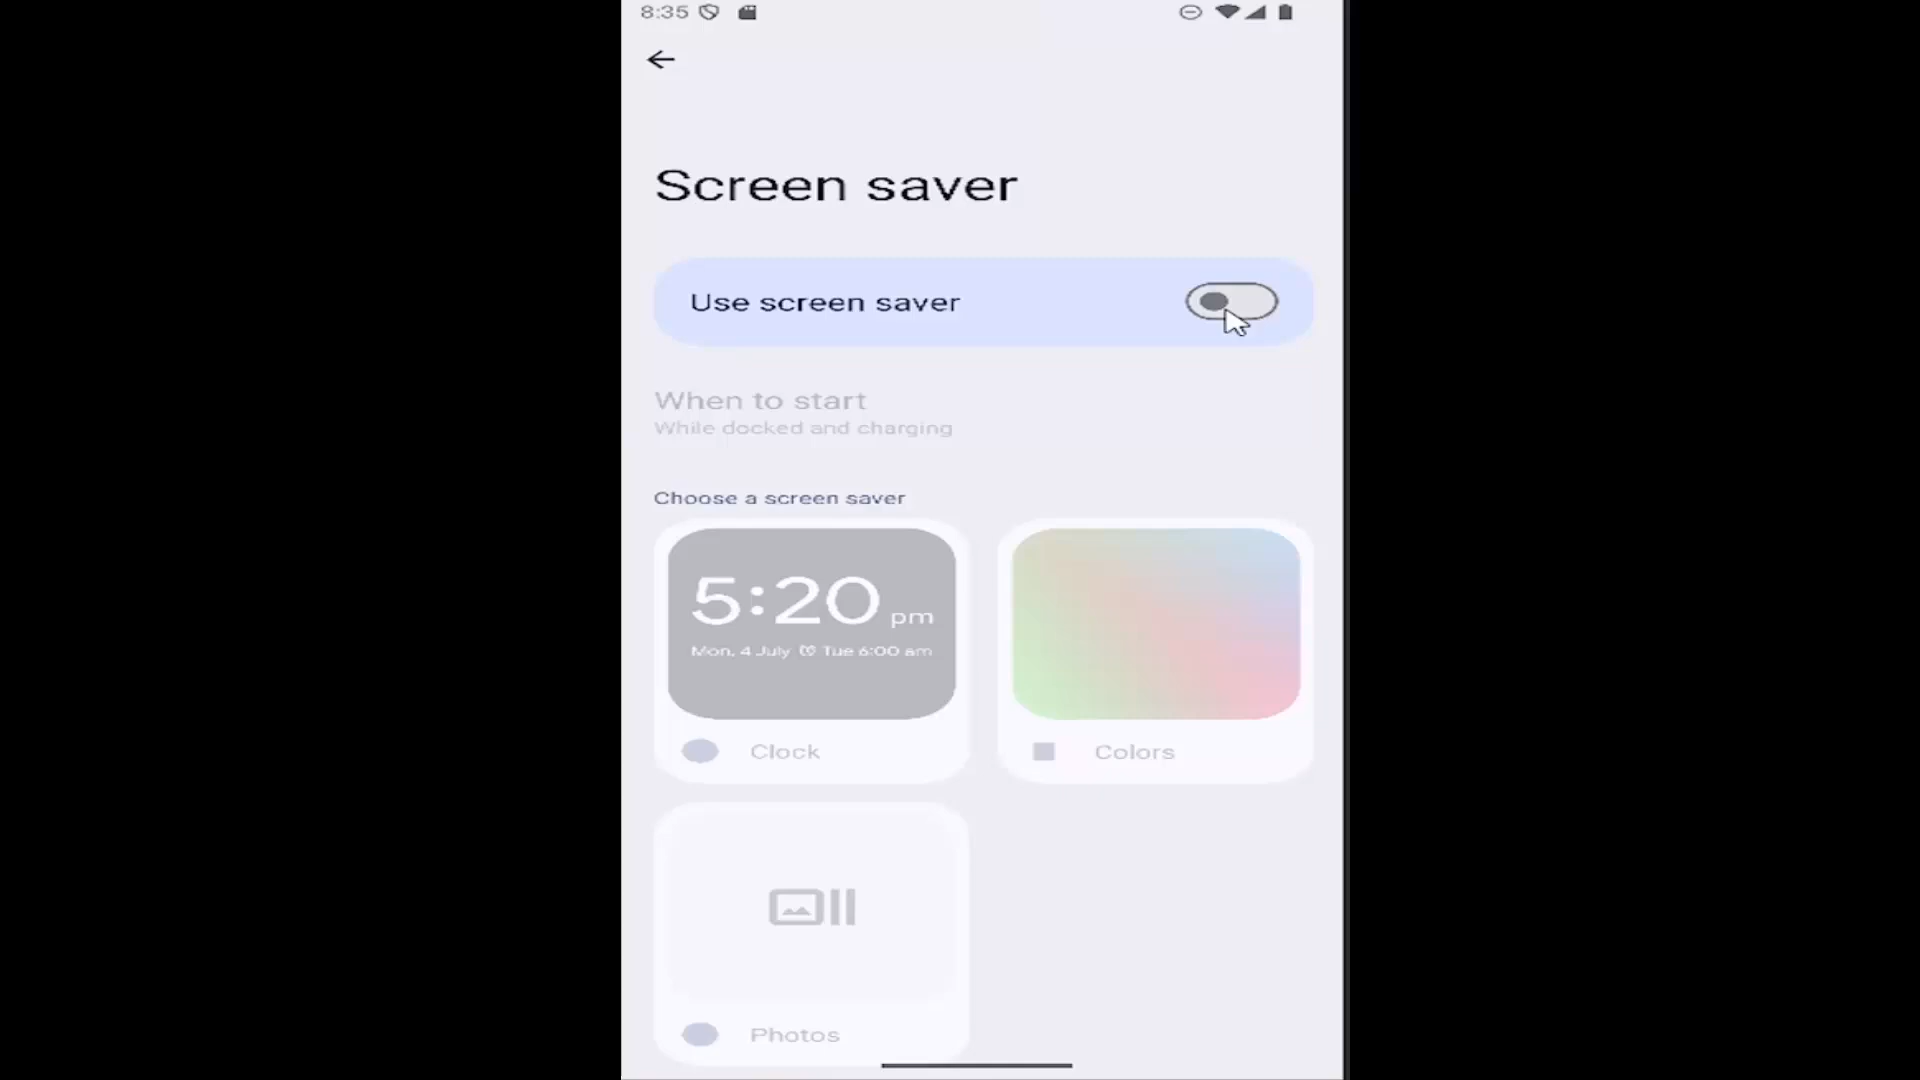 8:35
Screen saver
Use screen saver
When to start
While docked and charging
Choose a screen saver
5:20 pm
Mon, 4 July Tue 6:00 am
Clock
Colors
Photos